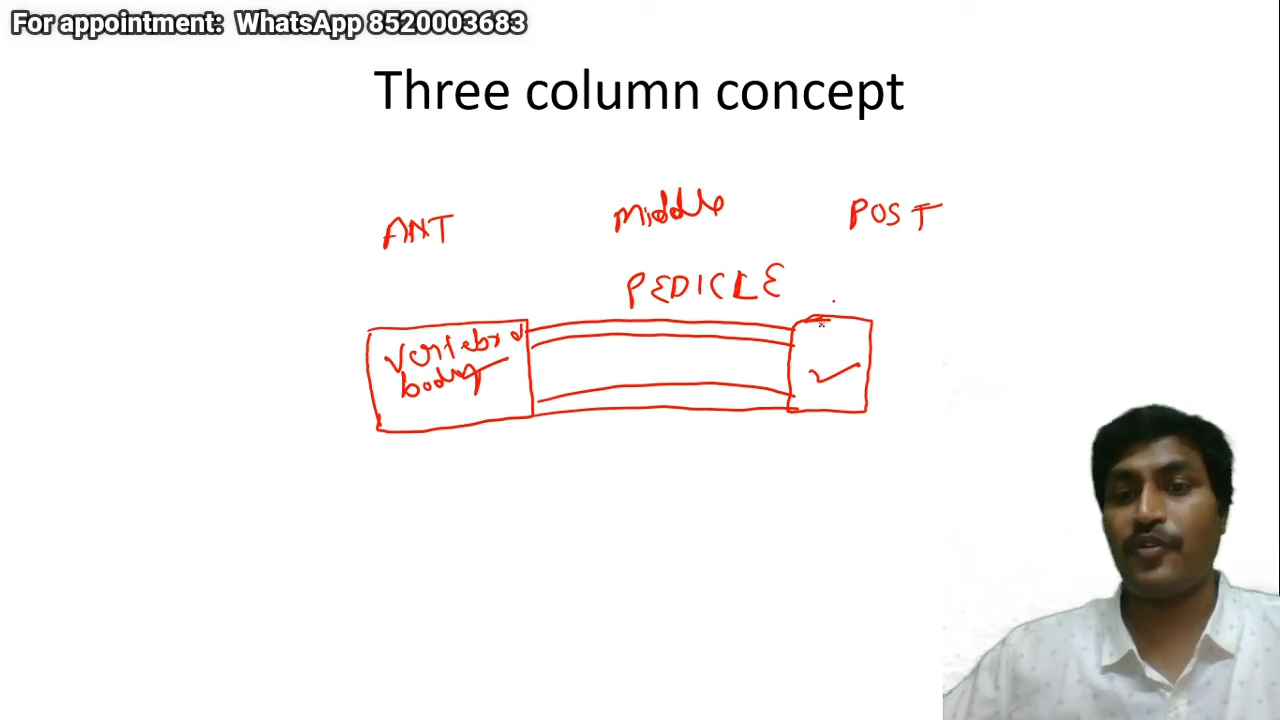 For appointment: WhatsApp 8520003683
Three column concept
ANT Middle POST
PEDICLE
Vertebral
body